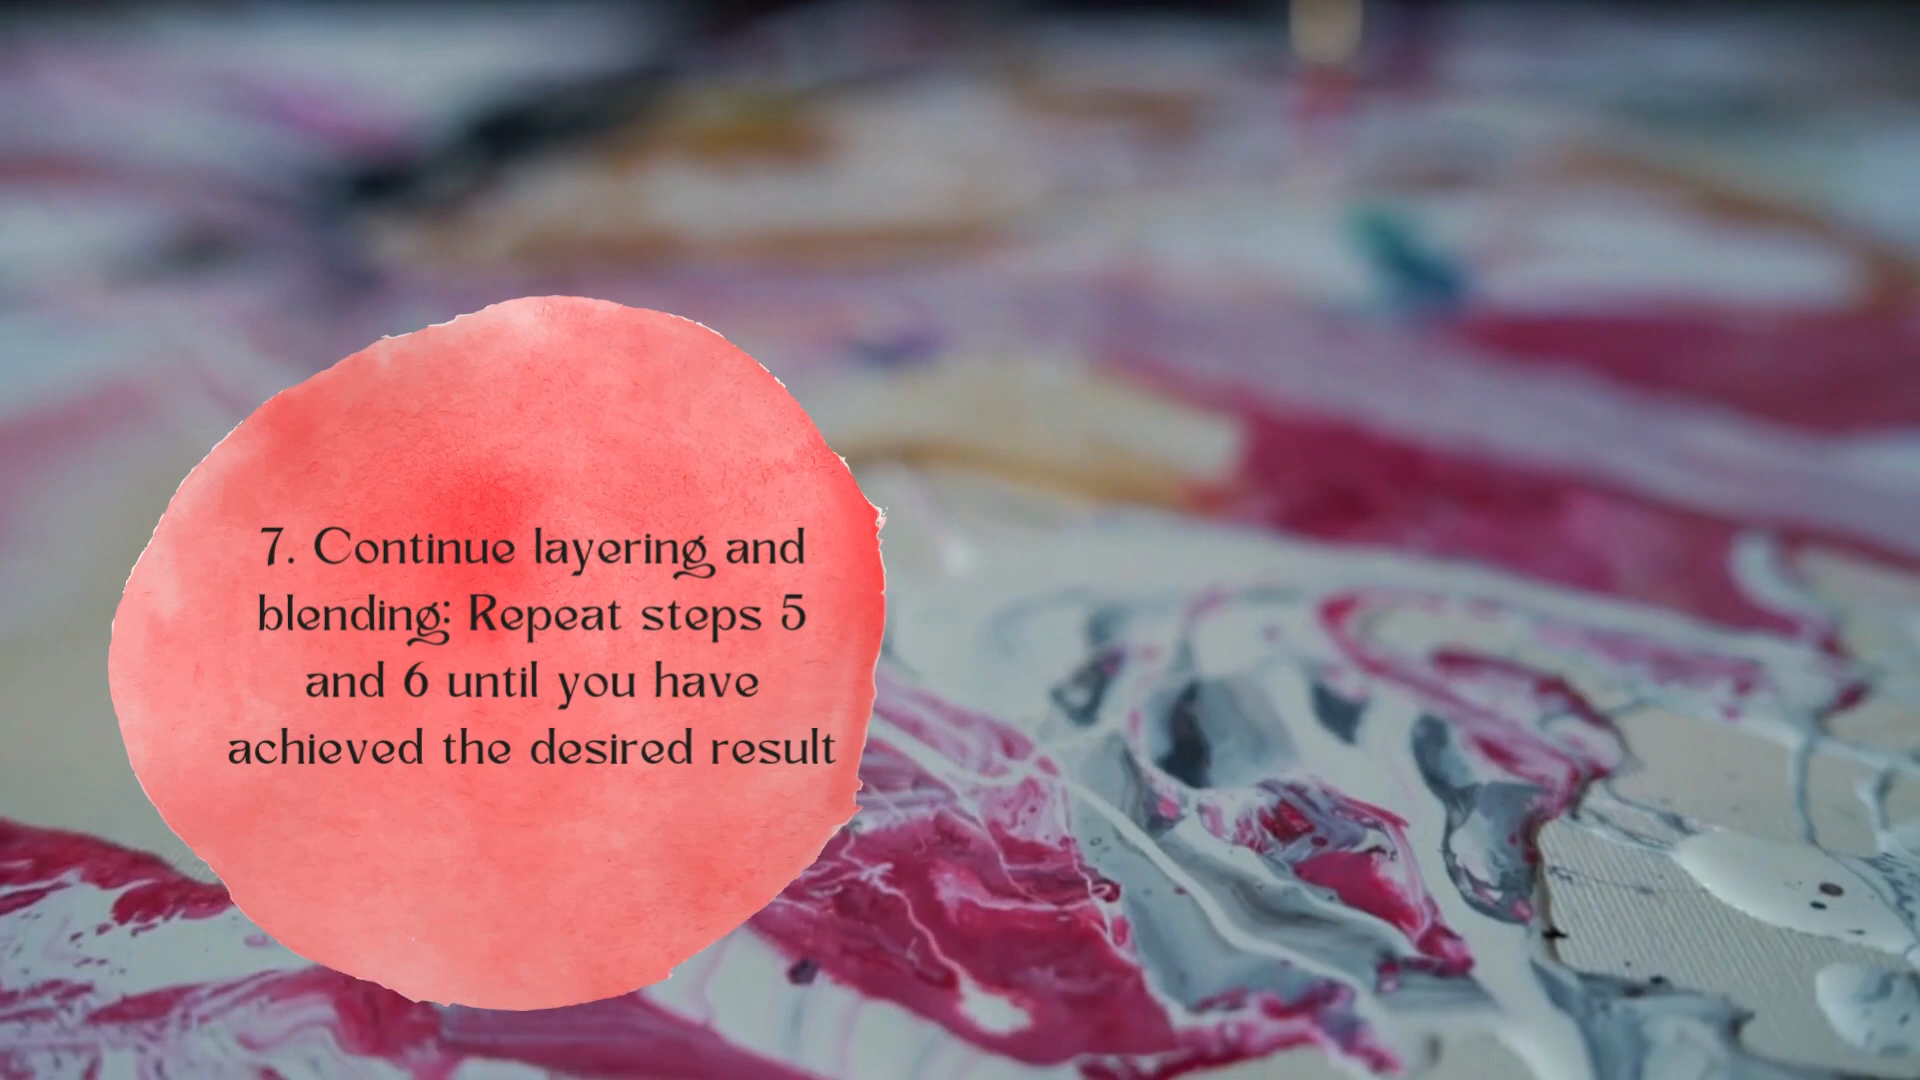 7. Continue layering and
blending: Repeat steps 5
and 6 until you have
achieved the desired result